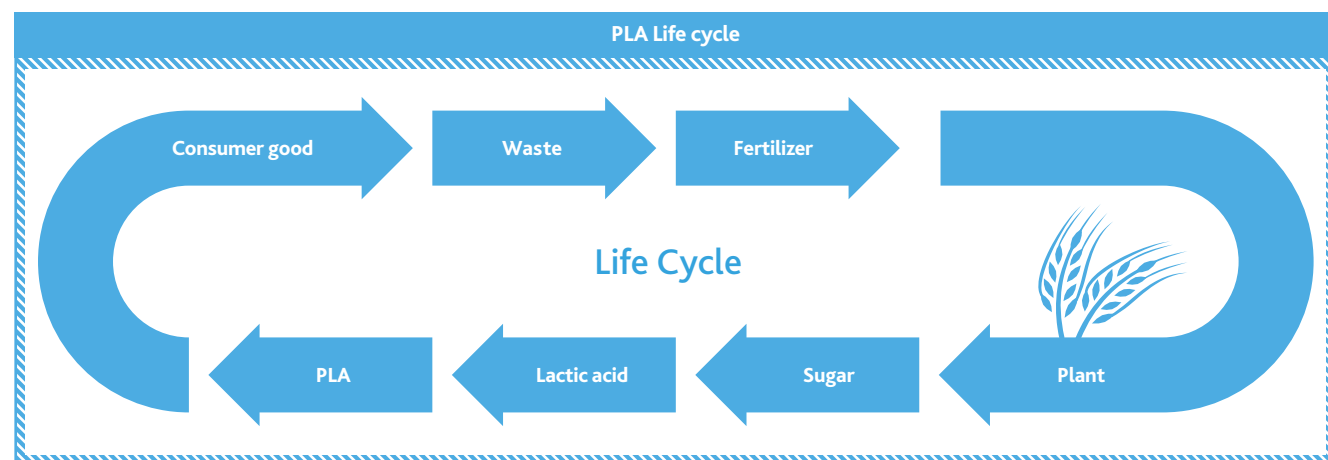 PLA Life cycle
Consumer good
Waste
Fertilizer
Life Cycle
PLA
Lactic acid
Sugar
Plant